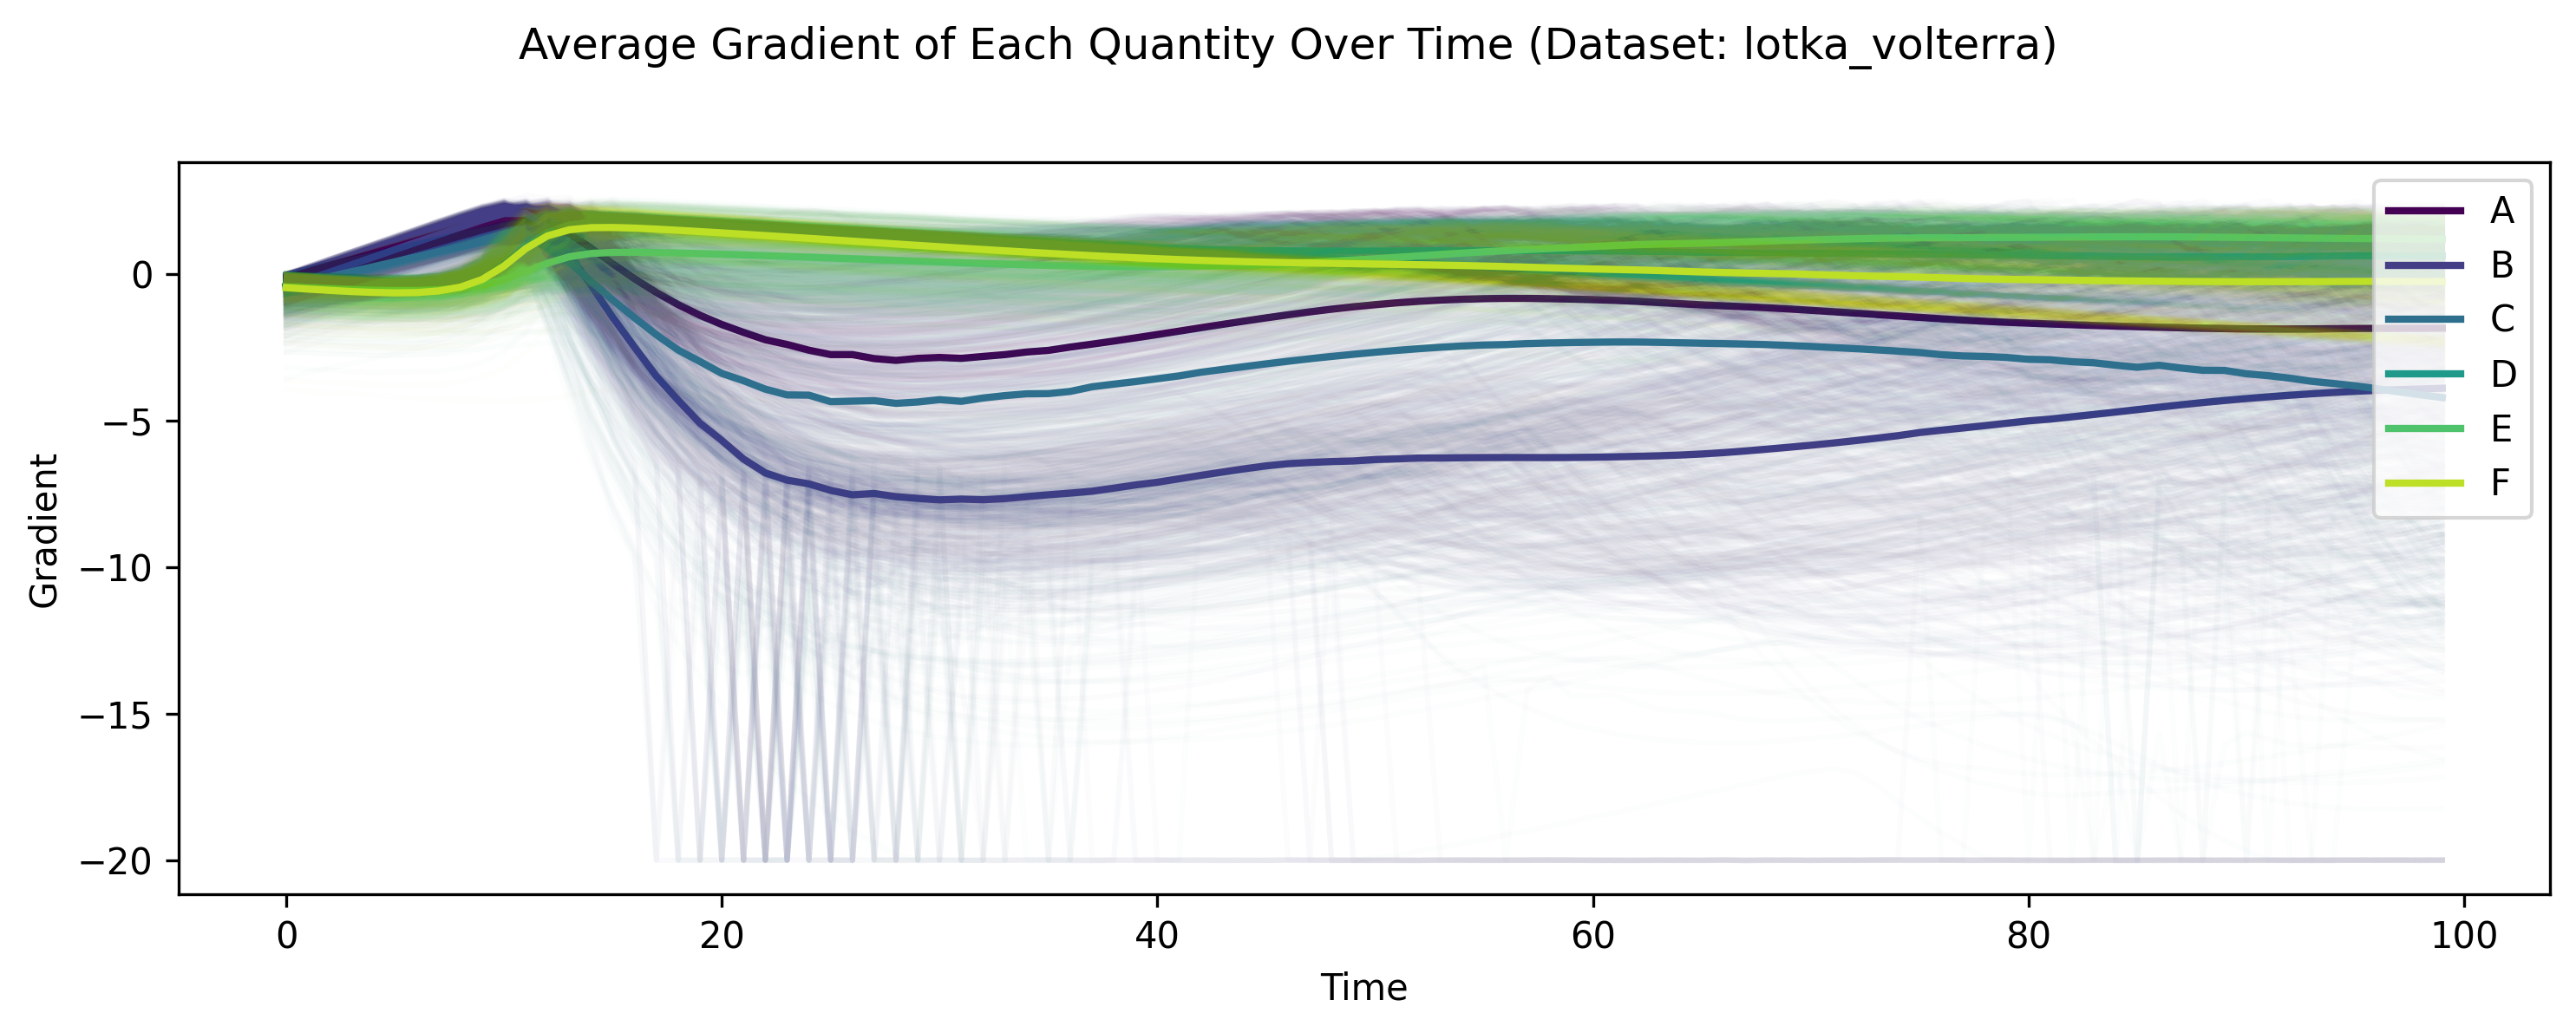 Average Gradient of Each Quantity Over Time (Dataset: lotka_volterra)
Gradient
0
−5
−10
−15
−20
A
B
C
D
E
F
0
20
40
60
80
100
Time